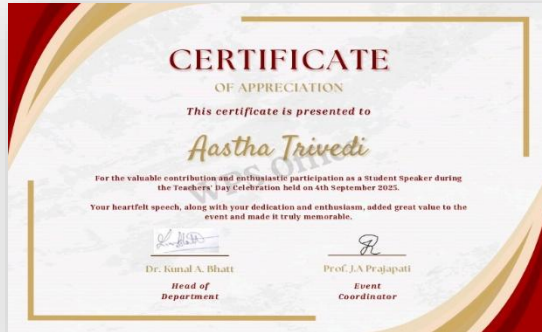 CERTIFICATE
OF APPRECIATION
This certificate is presented to
Aastha Trivedi
For the valuable contribution and enthusiastic participation as a Student Speaker during
the Teachers' Day Celebration held on 4th September 2025.
Your heartfelt speech, along with your dedication and enthusiasm, added great value to the
event and made it truly memorable.
WPS Office
Dr. Kunal A. Bhatt
Prof. J.A Prajapati
Head of
Department
Event
Coordinator